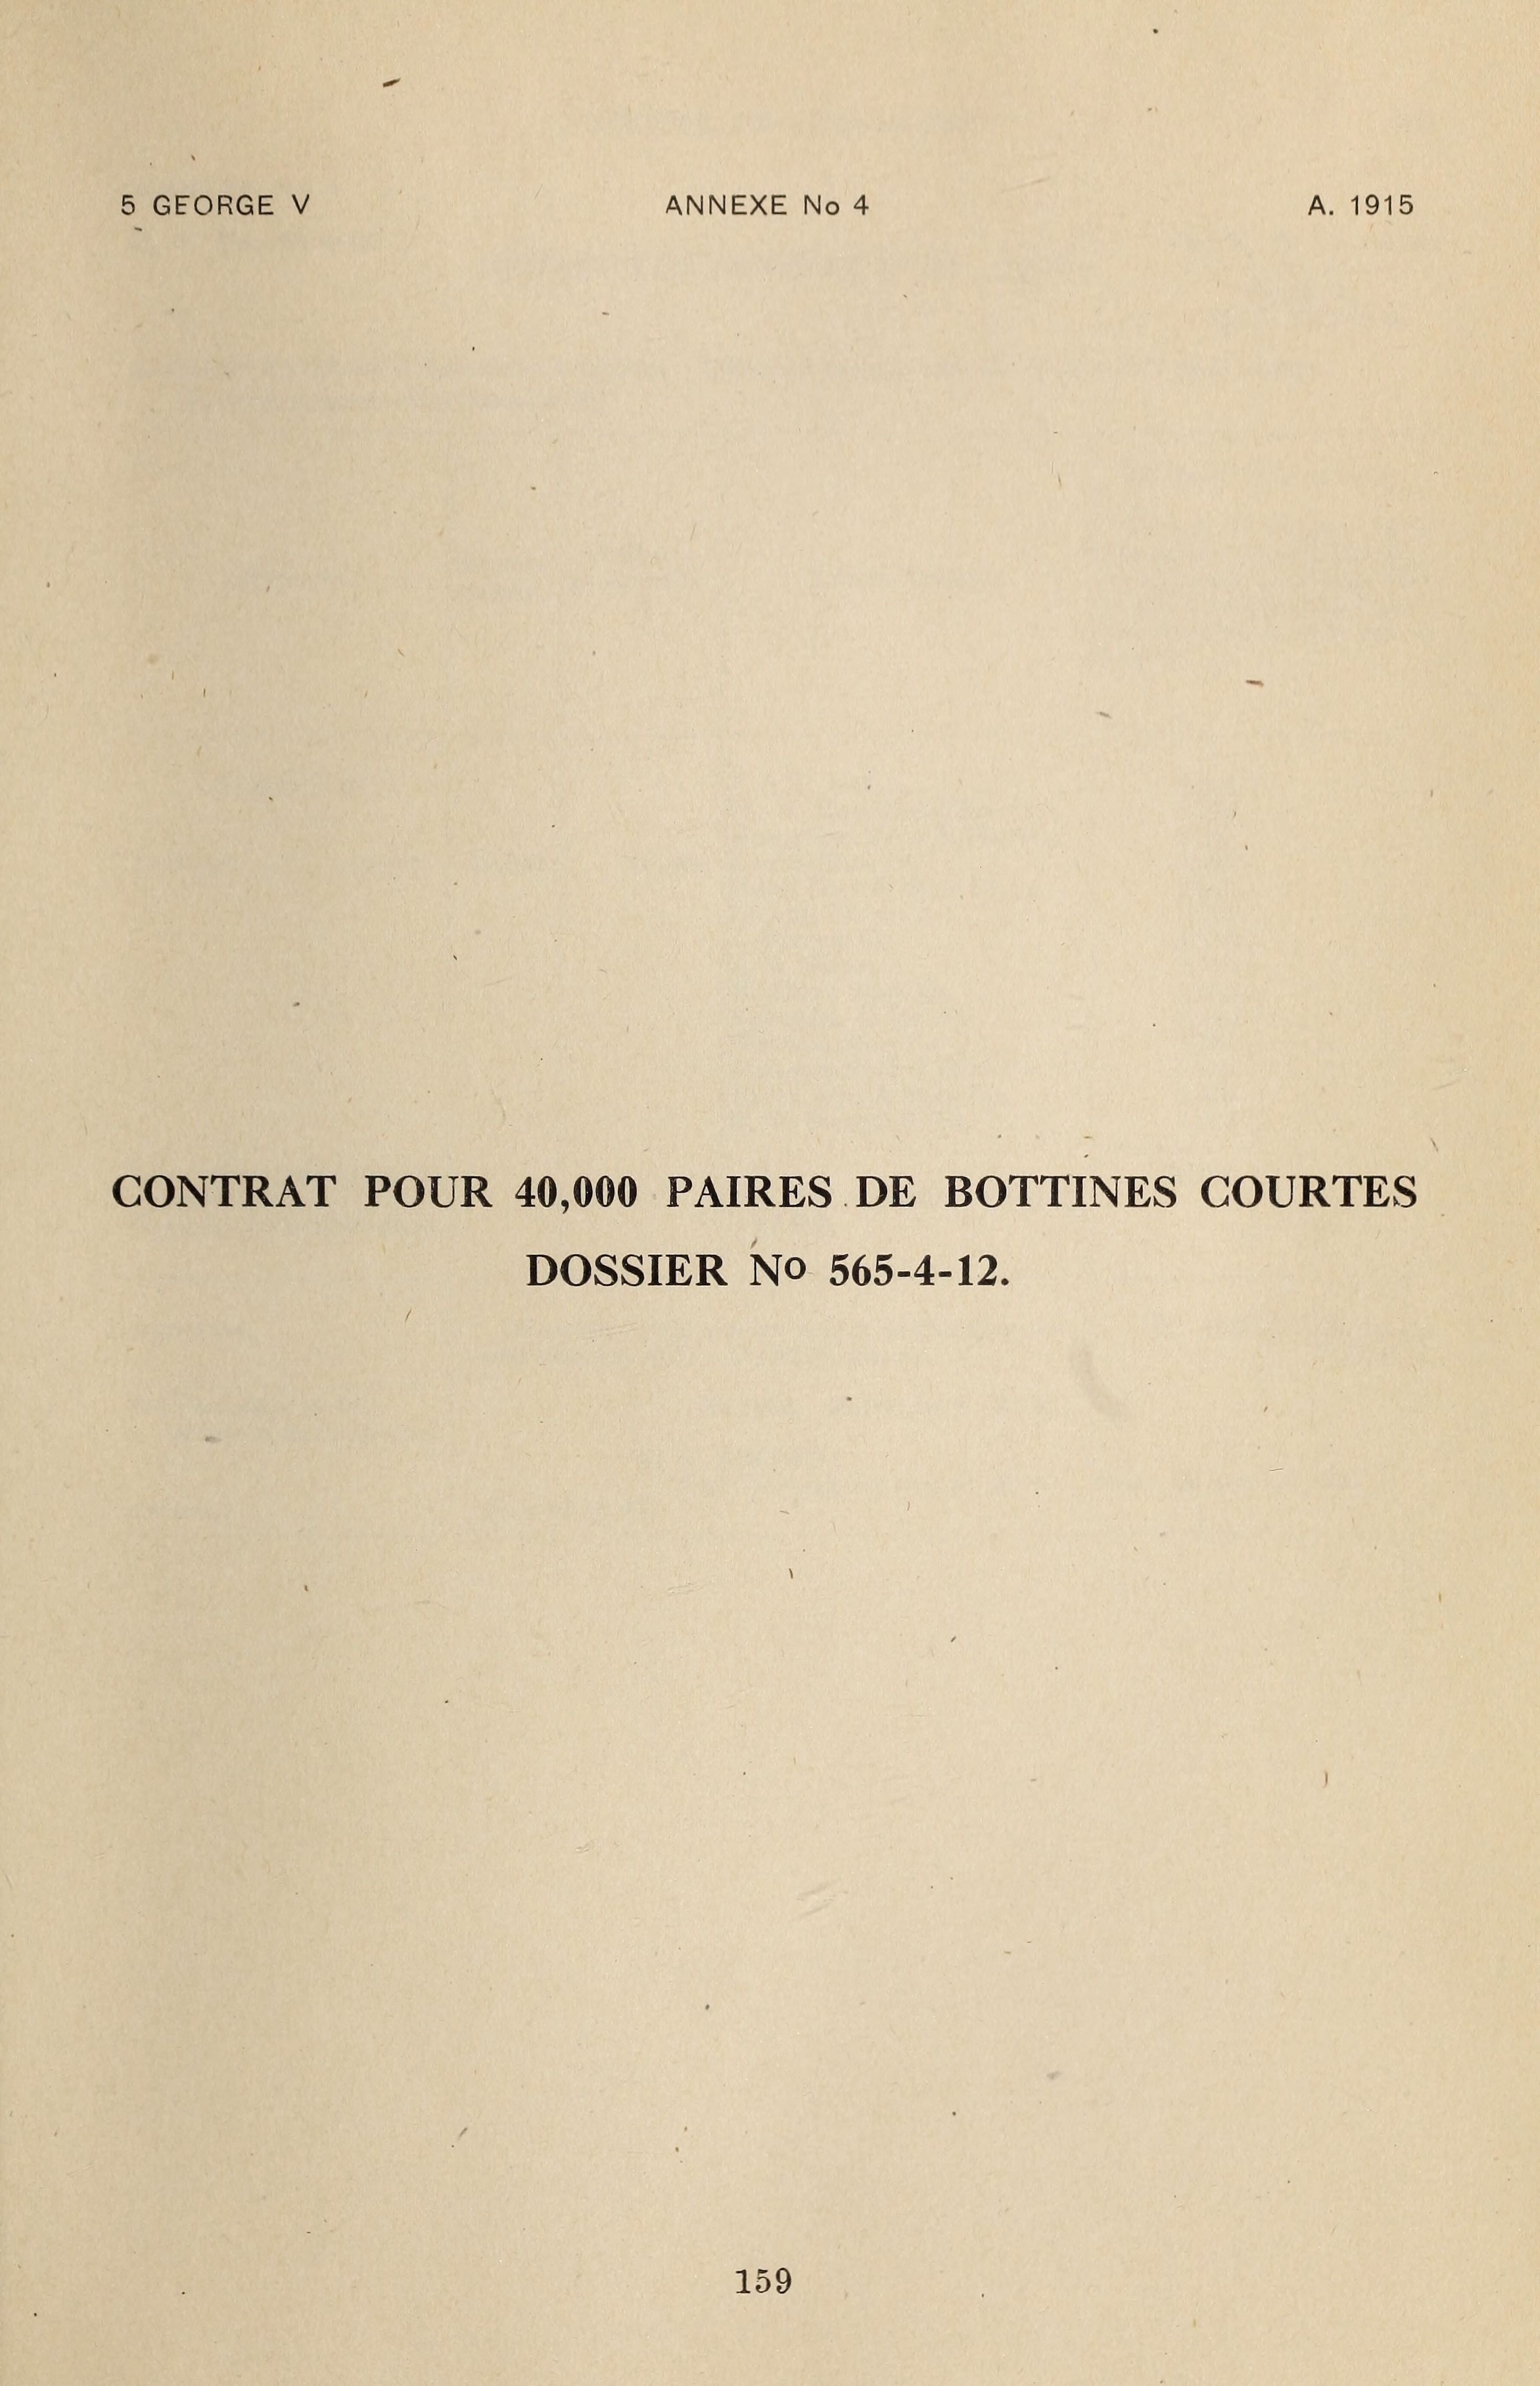 5 GEORGE V ANNEXE No 4 A. 1915
CONTRAT POUR 40,000 PAIRES DE BOTTINES COURTES
DOSSIER No 565-4-12.
159